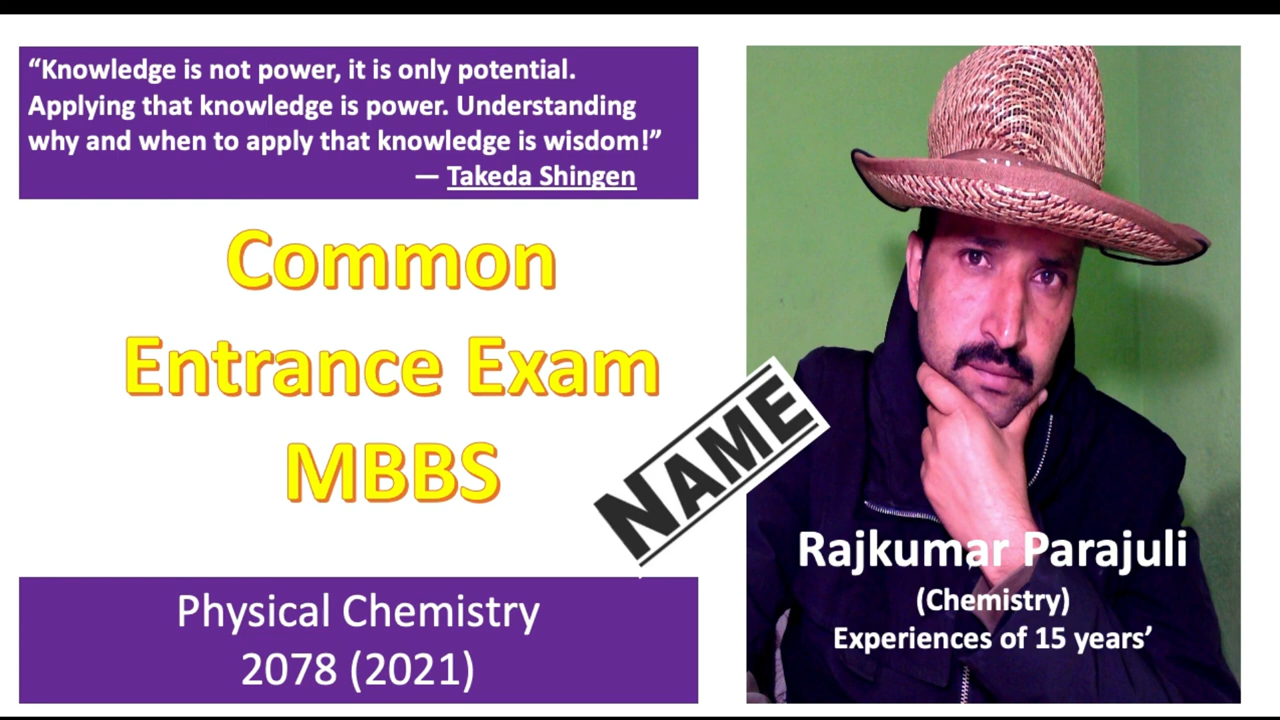 “Knowledge is not power, it is only potential.
Applying that knowledge is power. Understanding
why and when to apply that knowledge is wisdom!”
— Takeda Shingen
Common
Entrance Exam
MBBS
NAME
Physical Chemistry
2078 (2021)
Rajkumar Parajuli
(Chemistry)
Experiences of 15 years’